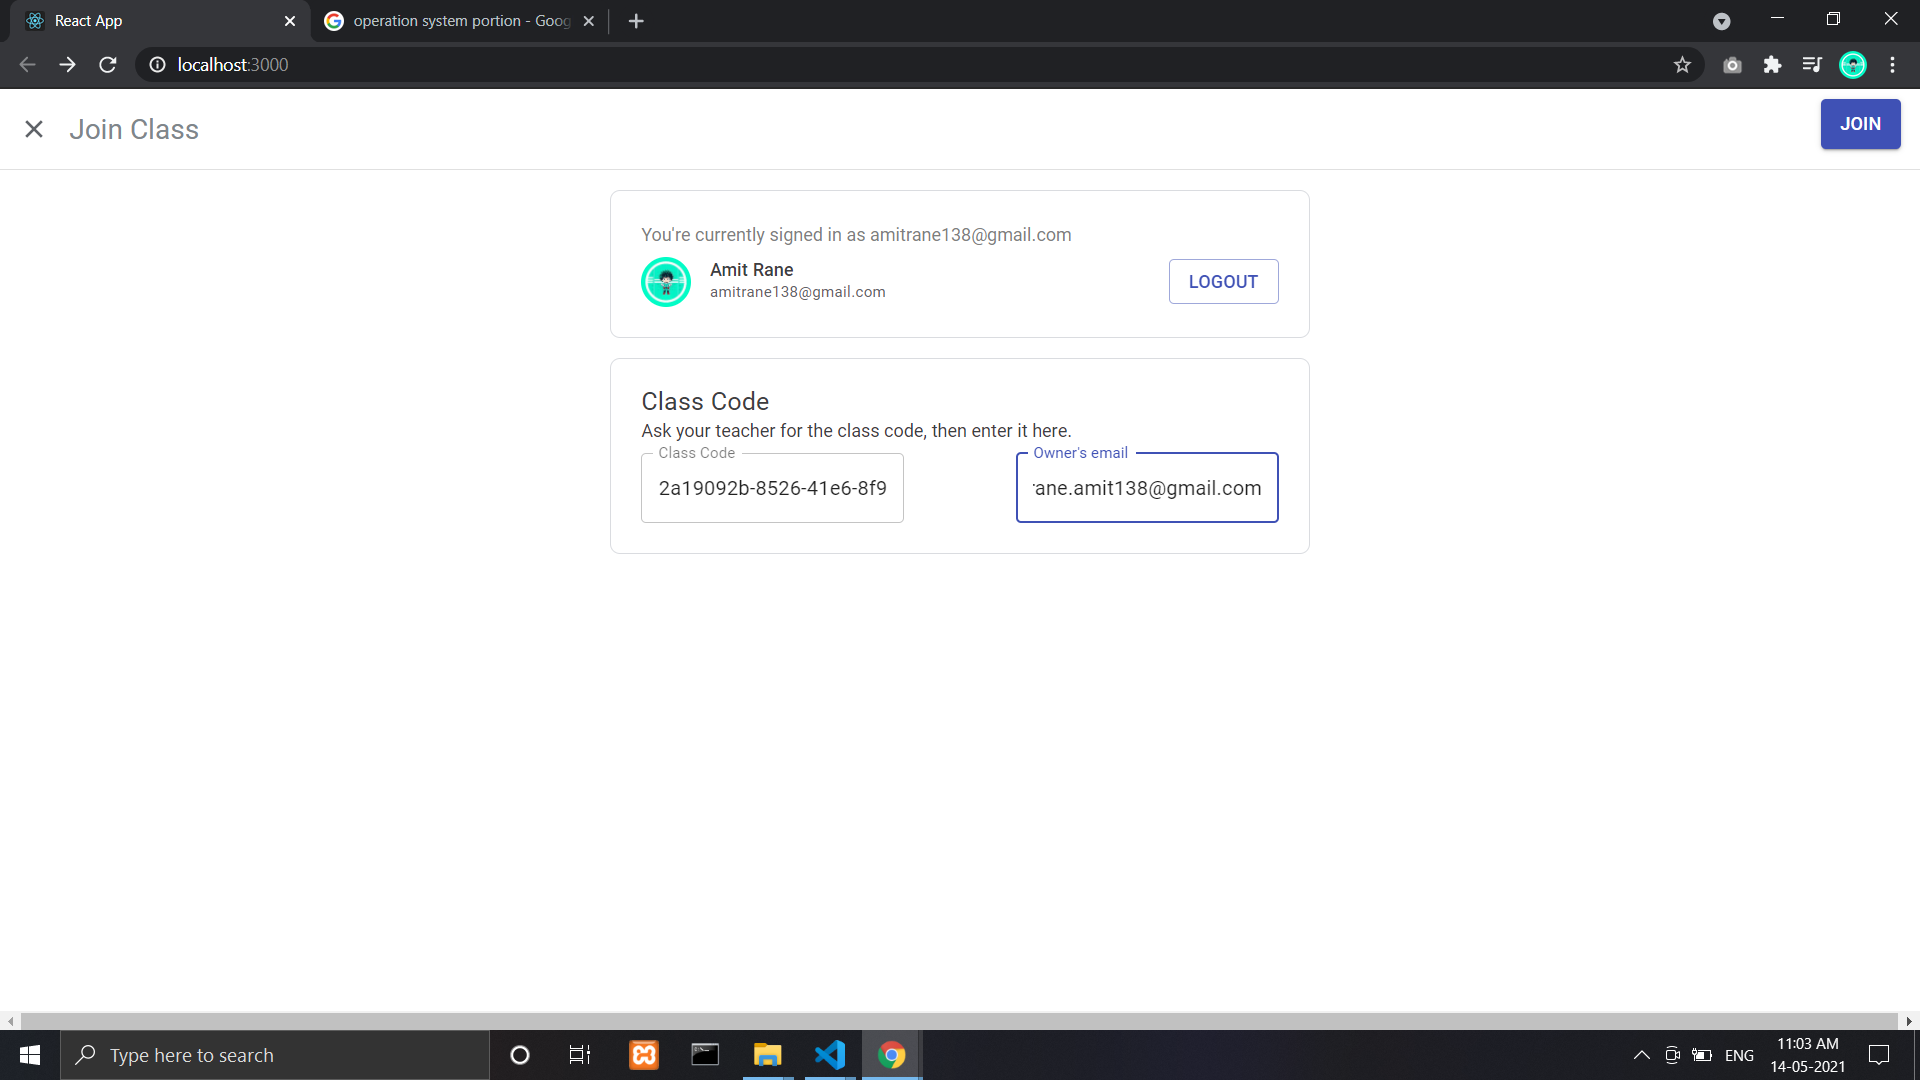 React App
operation system portion - Goog
localhost:3000
Join Class
JOIN
You're currently signed in as amitrane138@gmail.com
Amit Rane
amitrane138@gmail.com
LOGOUT
Class Code
Ask your teacher for the class code, then enter it here.
Class Code
Owner's email
2a19092b-8526-41e6-8f9
rane.amit138@gmail.com
Type here to search
ENG
11:03 AM
14-05-2021